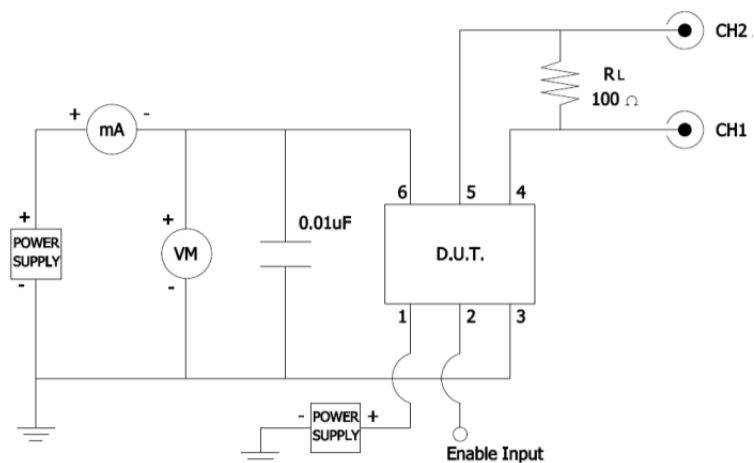 CH2
RL
100 Ω
CH1
+ mA -
6 5 4
+
POWER
SUPPLY
-
+
VM
-
0.01uF
D.U.T.
1 2 3
- POWER
SUPPLY +
Enable Input